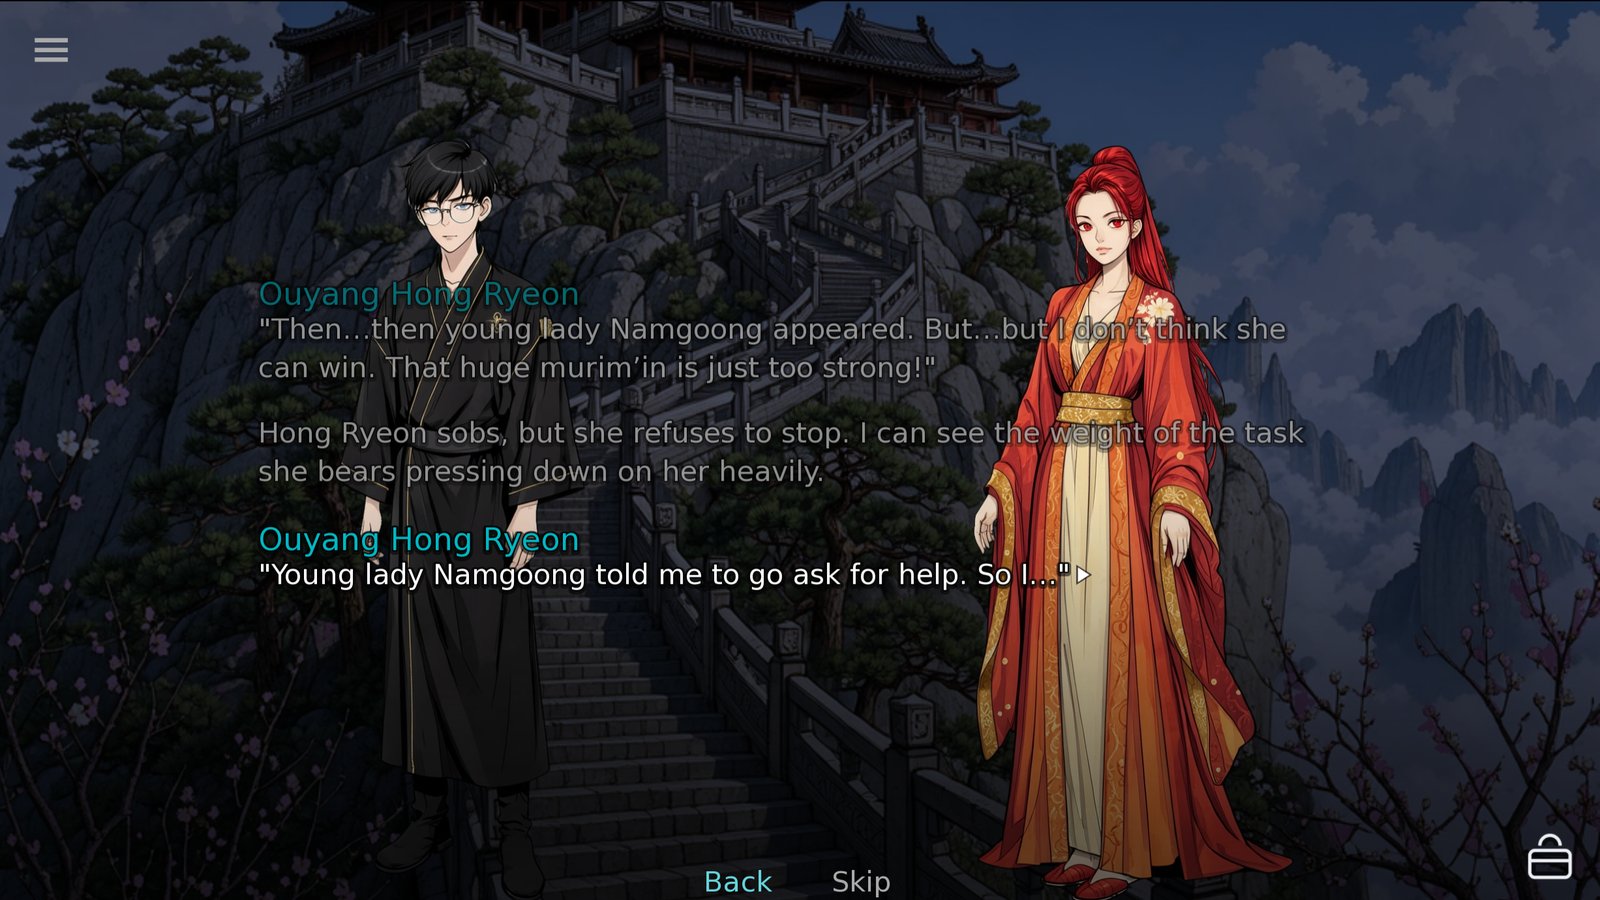 Ouyang Hong Ryeon
"Then...then young lady Namgoong appeared. But...but I don’t think she
can win. That huge murim’in is just too strong!"
Hong Ryeon sobs, but she refuses to stop. I can see the weight of the task
she bears pressing down on her heavily.
Ouyang Hong Ryeon
"Young lady Namgoong told me to go ask for help. So I..."
Back Skip